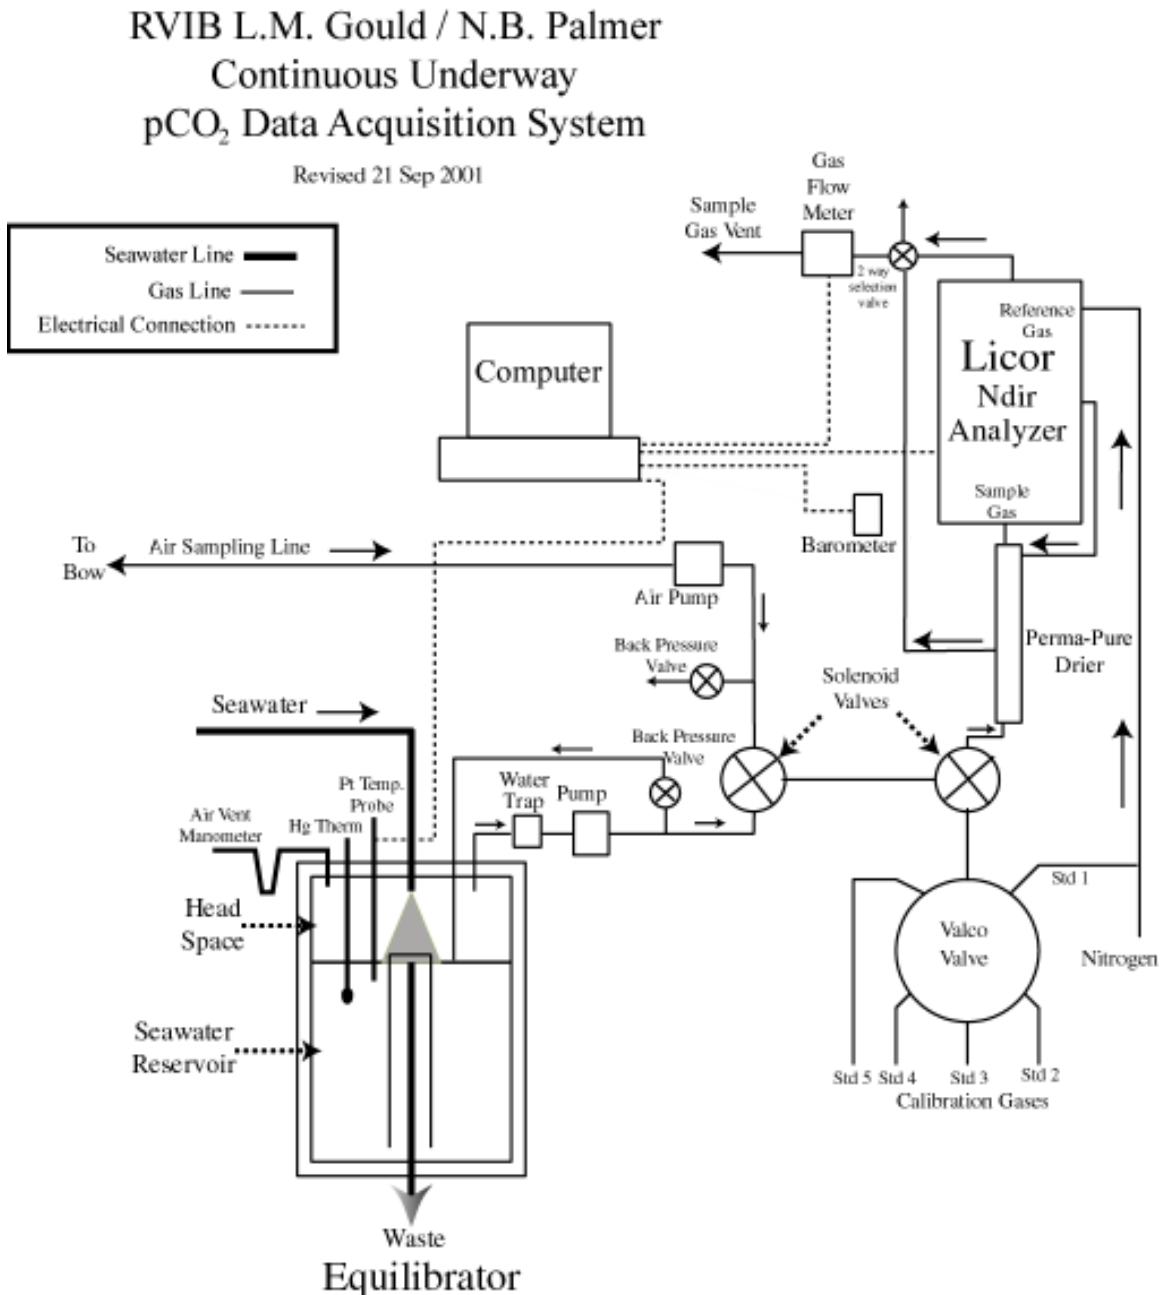 RVIB L.M. Gould / N.B. Palmer
Continuous Underway
pCO₂ Data Acquisition System
Revised 21 Sep 2001
Seawater Line
Gas Line
Electrical Connection
Gas
Flow
Meter
Sample
Gas Vent
2 way
selection
valve
Reference
Gas
Licor
Ndir
Analyzer
Sample
Gas
Computer
Barometer
To
Bow
Air Sampling Line
Air Pump
Back Pressure
Valve
Solenoid
Valves
Perma-Pure
Drier
Seawater
Back Pressure
Valve
Water
Trap
Pump
Pt Temp.
Probe
Air Vent
Manometer
Hg Therm
Head
Space
Seawater
Reservoir
Std 1
Valco
Valve
Nitrogen
Std 5
Std 4
Std 3
Std 2
Calibration Gases
Waste
Equilibrator